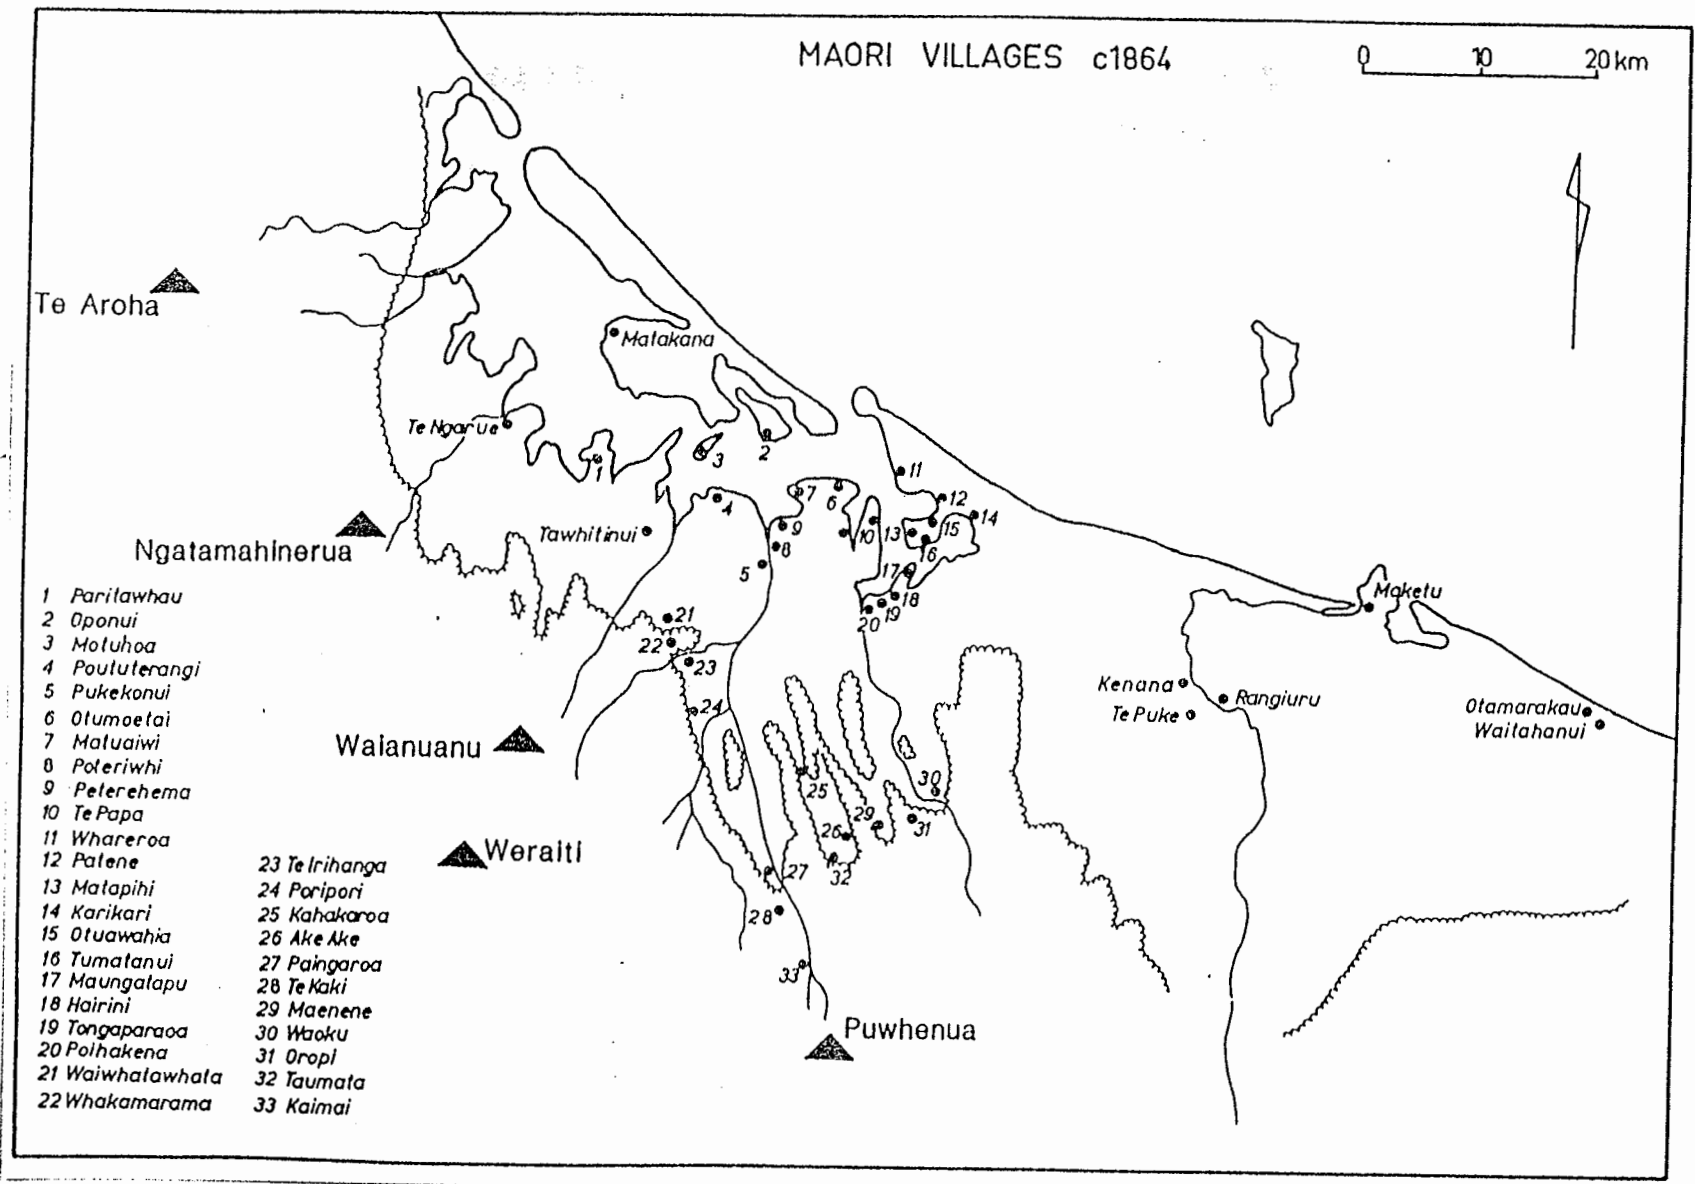 MAORI VILLAGES c1864
0 10 20 km
Te Aroha
Matakana
Te Ngarue
1
2
3
4
5
6
7
8
9
10
11
12
13
14
15
16
17
18
19
20
21
22
23
24
25
26
27
28
29
30
31
32
33
Tawhitinui
Ngatamahinerua
Maketu
Kenana
Rangiuru
Te Puke
Otamarakau
Waitahanui
Waianuanu
Weraiti
Puwhenua
1 Paritawhau
2 Oponui
3 Motuhoa
4 Poututerangi
5 Pukekonui
6 Otumoetai
7 Matuaiwi
8 Poteriwhi
9 Peterehema
10 Te Papa
11 Whareroa
12 Patene
13 Matapihi
14 Karikari
15 Otuawahia
16 Tumatanui
17 Maungatapu
18 Hairini
19 Tongaparaoa
20 Poihakena
21 Waiwhatawhata
22 Whakamarama
23 Te Irihanga
24 Poripori
25 Kahakaroa
26 Ake Ake
27 Paingaroa
28 Te Kaki
29 Maenene
30 Waoku
31 Oropi
32 Taumata
33 Kaimai